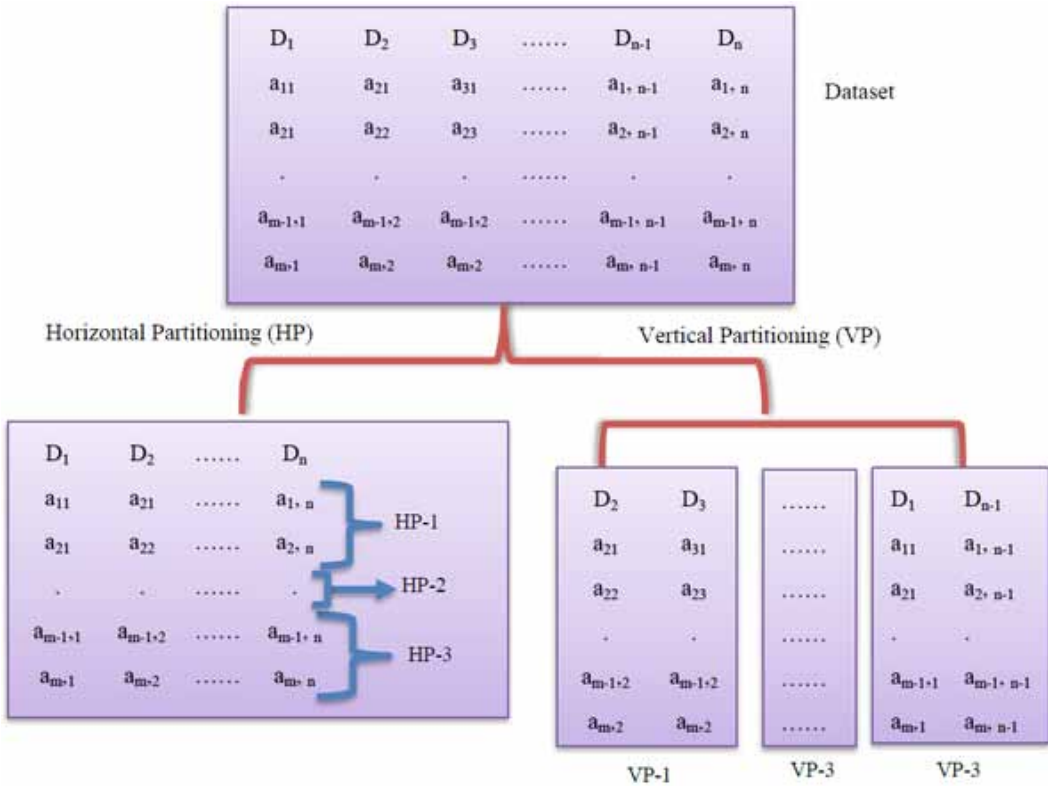 D₁ D₂ D₃ ...... Dₙ₋₁ Dₙ
a₁₁ a₂₁ a₃₁ ...... a₁, ₙ₋₁ a₁, ₙ
a₂₁ a₂₂ a₂₃ ...... a₂, ₙ₋₁ a₂, ₙ
. . . ...... . .
aₘ₋₁,₁ aₘ₋₁,₂ aₘ₋₁,₂ ...... aₘ₋₁, ₙ₋₁ aₘ₋₁, ₙ
aₘ,₁ aₘ,₂ aₘ,₂ ...... aₘ, ₙ₋₁ aₘ, ₙ
Dataset
Horizontal Partitioning (HP)
Vertical Partitioning (VP)
D₁ D₂ ...... Dₙ
a₁₁ a₂₁ ...... a₁, ₙ
HP-1
a₂₁ a₂₂ ...... a₂, ₙ
. . ...... .
HP-2
aₘ₋₁,₁ aₘ₋₁,₂ ...... aₘ₋₁, ₙ
HP-3
aₘ,₁ aₘ,₂ ...... aₘ, ₙ
D₂ D₃
a₂₁ a₃₁
a₂₂ a₂₃
. .
aₘ₋₁,₂ aₘ₋₁,₂
aₘ,₂ aₘ,₂
VP-1
......
......
......
......
......
......
VP-3
D₁ Dₙ₋₁
a₁₁ a₁, ₙ₋₁
a₂₁ a₂, ₙ₋₁
. .
aₘ₋₁,₁ aₘ₋₁, ₙ₋₁
aₘ,₁ aₘ, ₙ₋₁
VP-3